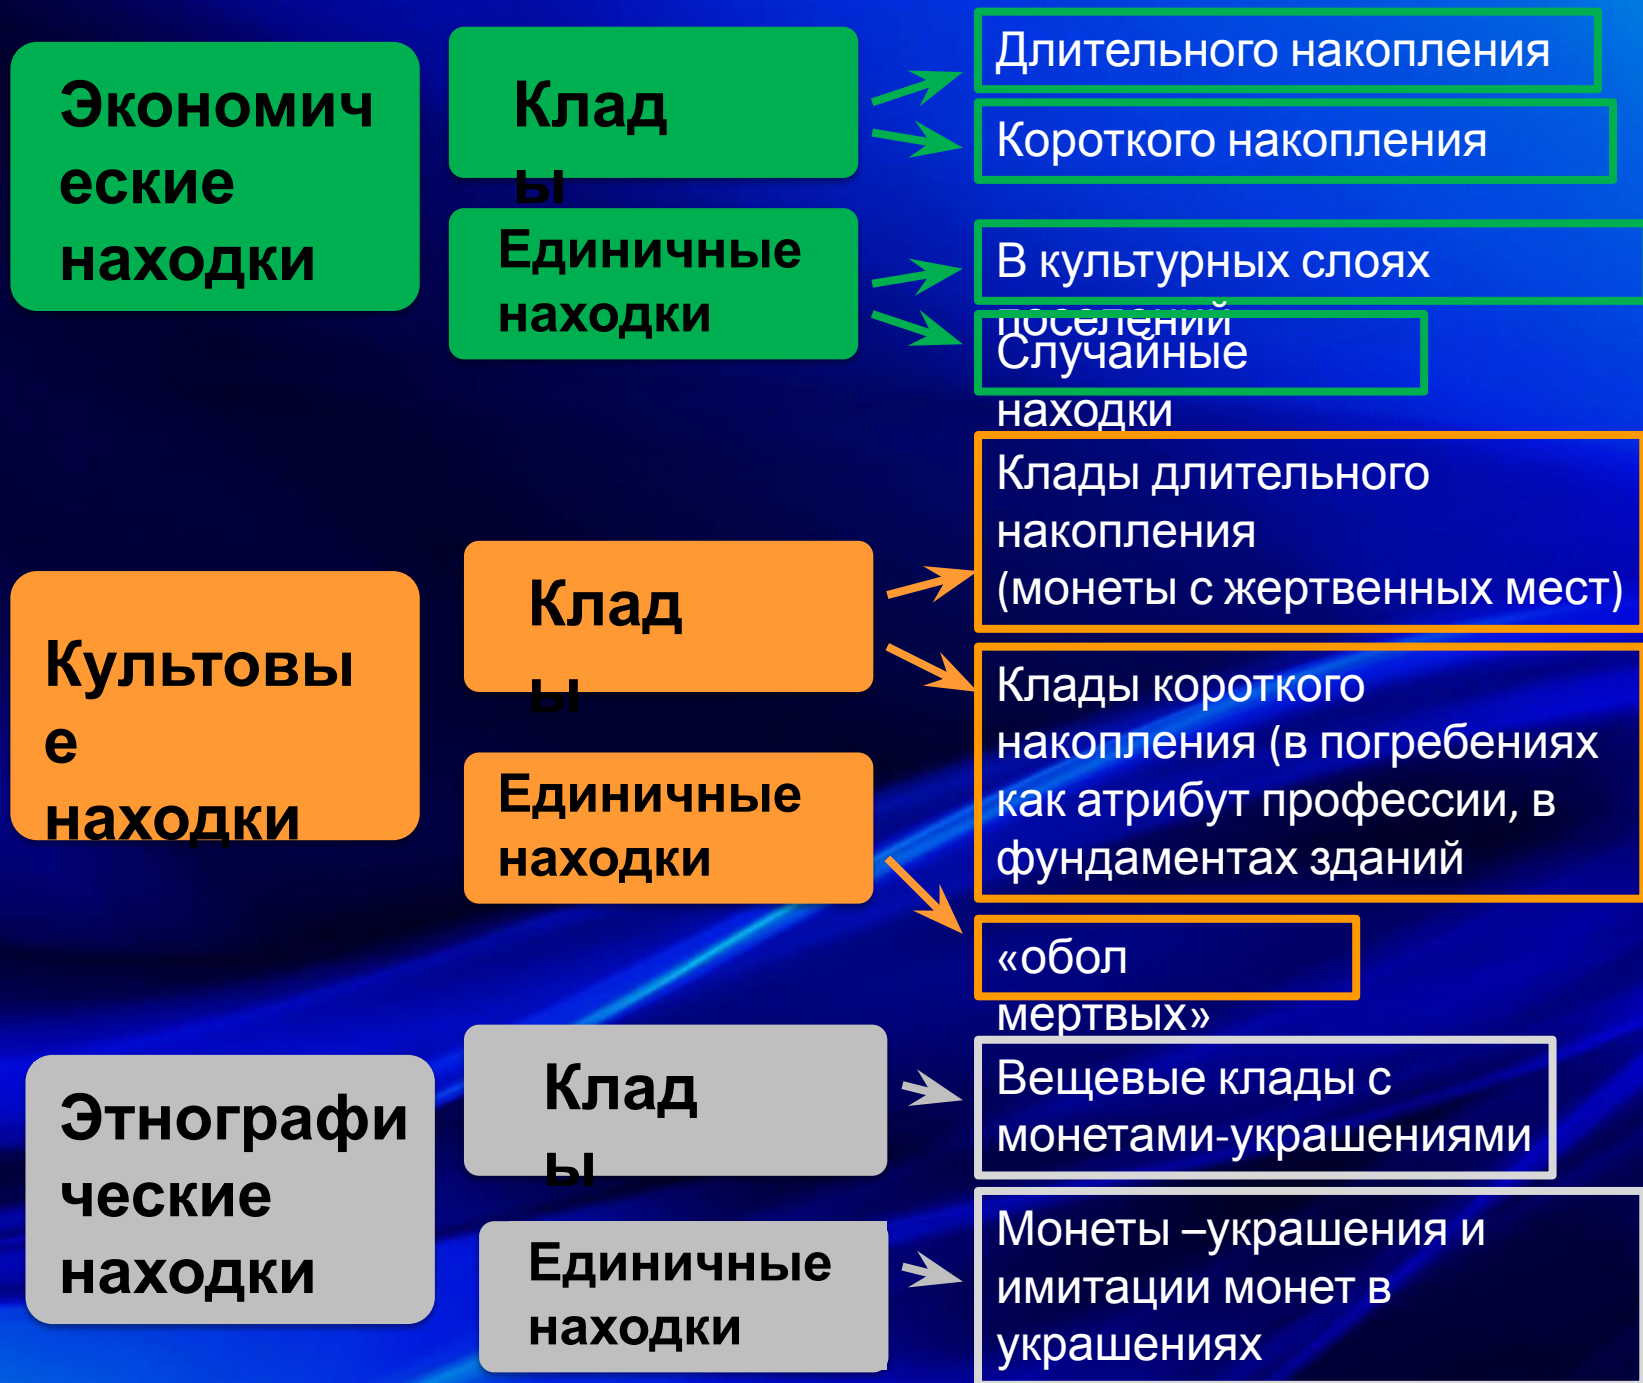 Экономич
еские
находки
Клад
ы
Длительного накопления
Короткого накопления
Единичные
находки
В культурных слоях
поселений
Случайные
находки
Культовы
е
находки
Клад
ы
Клады длительного
накопления
(монеты с жертвенных мест)
Клады короткого
накопления (в погребениях
как атрибут профессии, в
фундаментах зданий
Единичные
находки
«обол
мертвых»
Этнографи
ческие
находки
Клад
ы
Вещевые клады с
монетами-украшениями
Единичные
находки
Монеты –украшения и
имитации монет в
украшениях